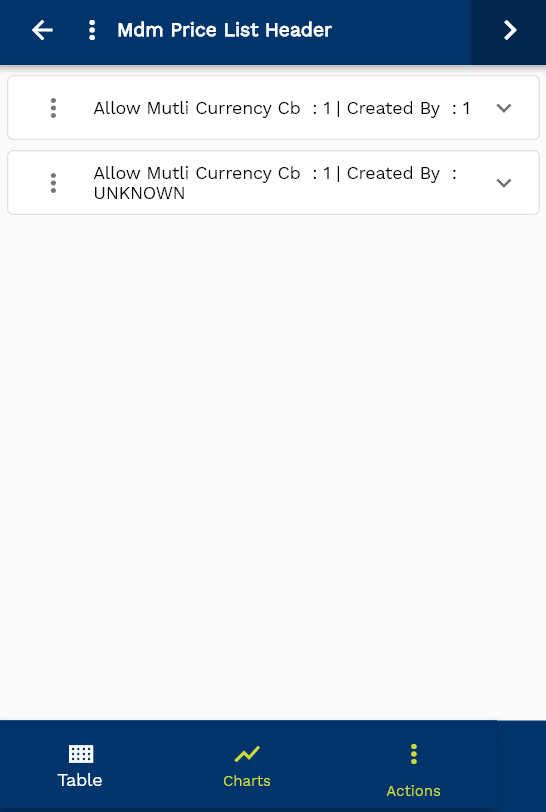 Mdm Price List Header
Allow Mutli Currency Cb : 1 | Created By : 1
Allow Mutli Currency Cb : 1 | Created By :
UNKNOWN
Table
Charts
Actions